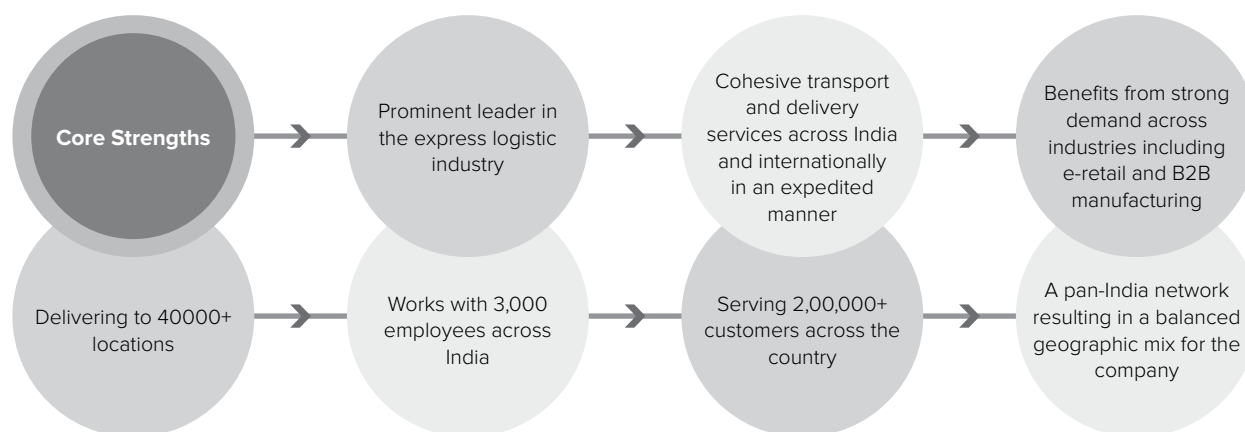 Core Strengths
Prominent leader in
the express logistic
industry
Cohesive transport
and delivery
services across India
and internationally
in an expedited
manner
Benefits from strong
demand across
industries including
e-retail and B2B
manufacturing
Delivering to 40000+
locations
Works with 3,000
employees across
India
Serving 2,00,000+
customers across the
country
A pan-India network
resulting in a balanced
geographic mix for the
company